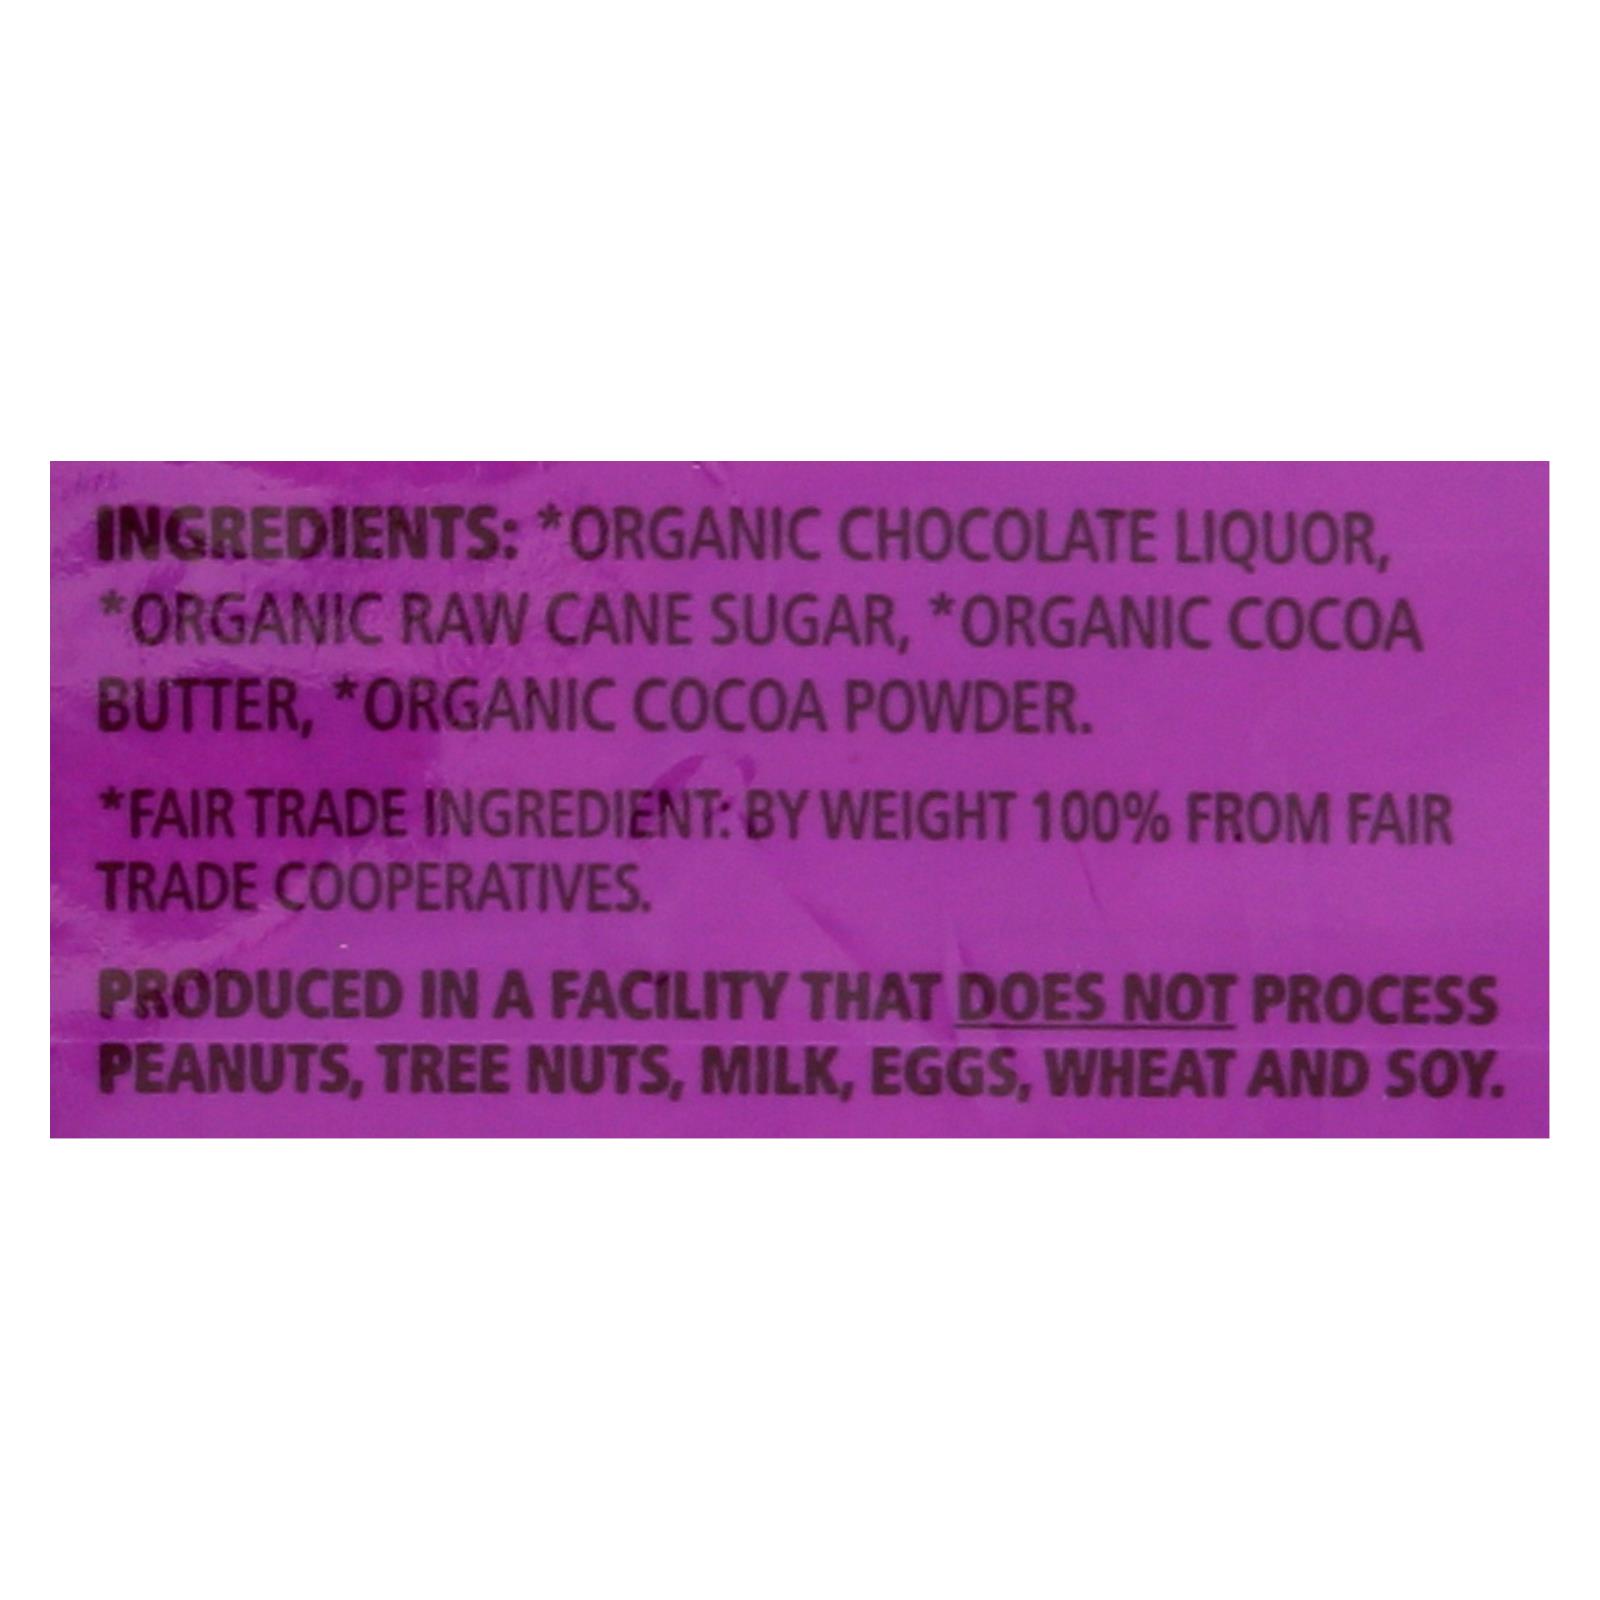 INGREDIENTS: *ORGANIC CHOCOLATE LIQUOR,
*ORGANIC RAW CANE SUGAR, *ORGANIC COCOA
BUTTER, *ORGANIC COCOA POWDER.
*FAIR TRADE INGREDIENT: BY WEIGHT 100% FROM FAIR
TRADE COOPERATIVES.
PRODUCED IN A FACILITY THAT DOES NOT PROCESS
PEANUTS, TREE NUTS, MILK, EGGS, WHEAT AND SOY.